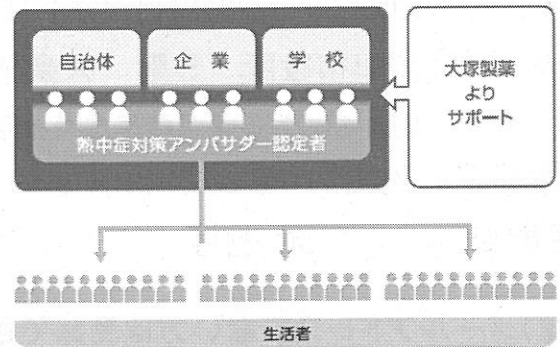 自治体
企業
学校
大塚製薬
より
サポート
熱中症対策アンバサダー認定者
生活者